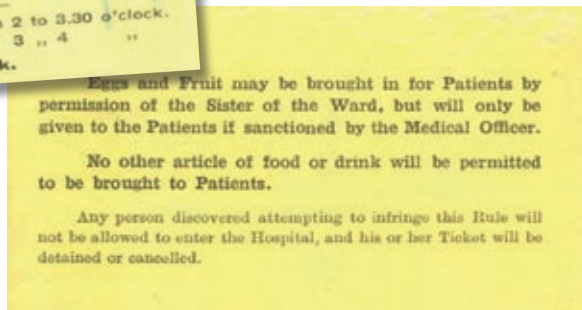 2 to 3.30 o'clock.
3 ,, 4 ,,
k.
Eggs and Fruit may be brought in for Patients by
permission of the Sister of the Ward, but will only be
given to the Patients if sanctioned by the Medical Officer.
No other article of food or drink will be permitted
to be brought to Patients.
Any person discovered attempting to infringe this Rule will
not be allowed to enter the Hospital, and his or her Ticket will be
detained or cancelled.